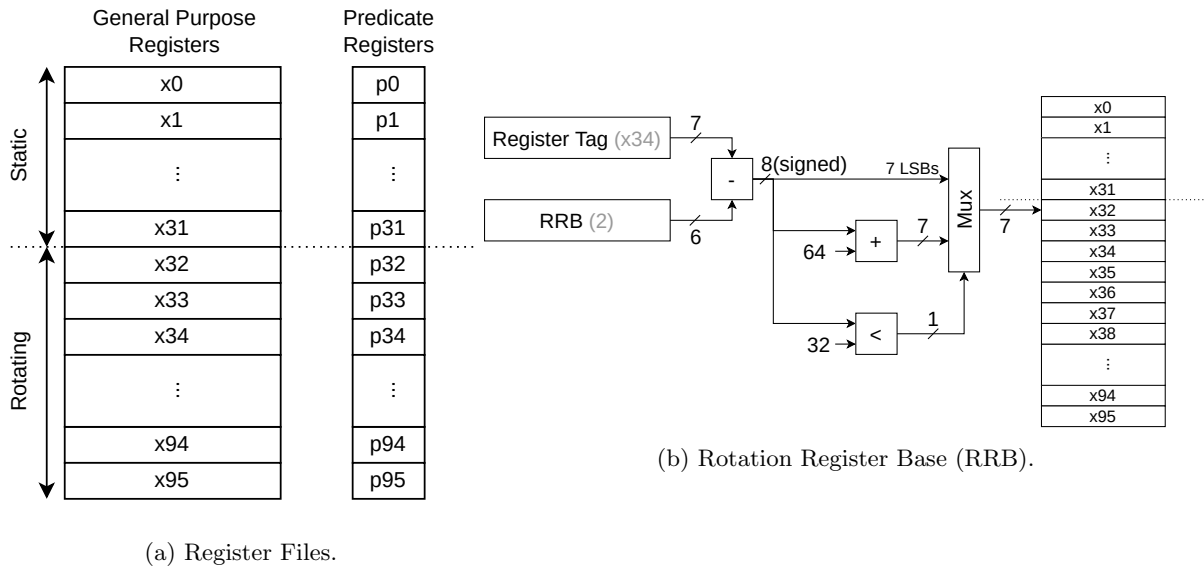 General Purpose
Registers
Predicate
Registers
Static
Rotating
x0
x1
⋮
x31
x32
x33
x34
⋮
x94
x95
p0
p1
⋮
p31
p32
p33
p34
⋮
p94
p95
(a) Register Files.
Register Tag (x34)
7
RRB (2)
6
-
8(signed)
7 LSBs
64
+
7
32
<
1
Mux
7
x0
x1
⋮
x31
x32
x33
x34
x35
x36
x37
x38
⋮
x94
x95
(b) Rotation Register Base (RRB).